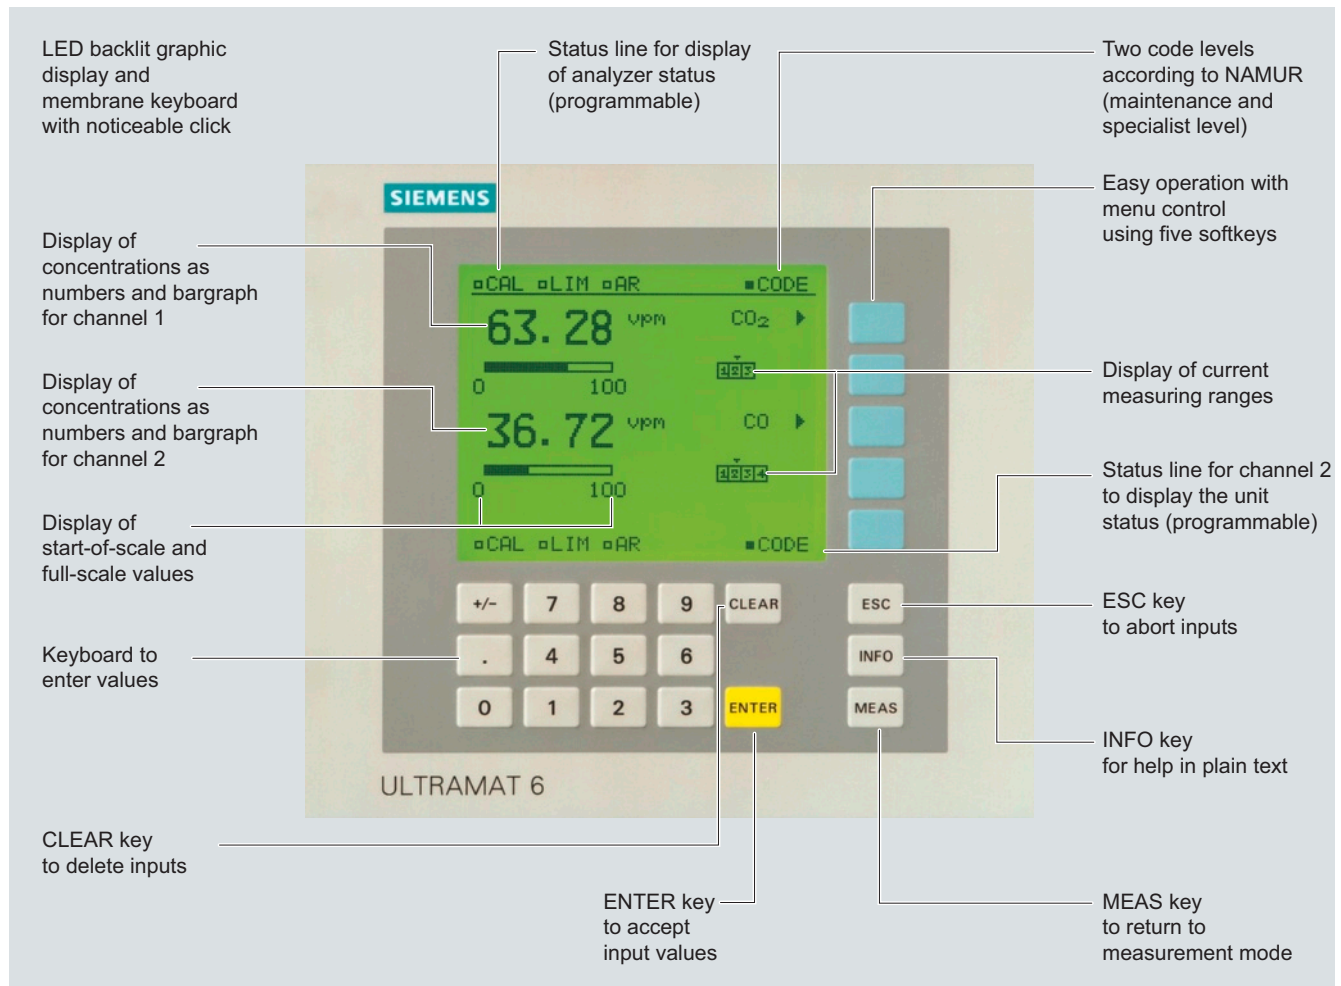 LED backlit graphic
display and
membrane keyboard
with noticeable click
Status line for display
of analyzer status
(programmable)
Two code levels
according to NAMUR
(maintenance and
specialist level)
Easy operation with
menu control
using five softkeys
Display of
concentrations as
numbers and bargraph
for channel 1
Display of
concentrations as
numbers and bargraph
for channel 2
Display of
start-of-scale and
full-scale values
Keyboard to
enter values
CLEAR key
to delete inputs
SIEMENS
CAL LIM AR CODE
63.28 vpm CO₂
1 2 3
0 100
36.72 vpm CO
1 2 3 4
0 100
CAL LIM AR CODE
+/- 7 8 9 CLEAR ESC
. 4 5 6 INFO
0 1 2 3 ENTER MEAS
ULTRAMAT 6
Display of current
measuring ranges
Status line for channel 2
to display the unit
status (programmable)
ESC key
to abort inputs
INFO key
for help in plain text
ENTER key
to accept
input values
MEAS key
to return to
measurement mode